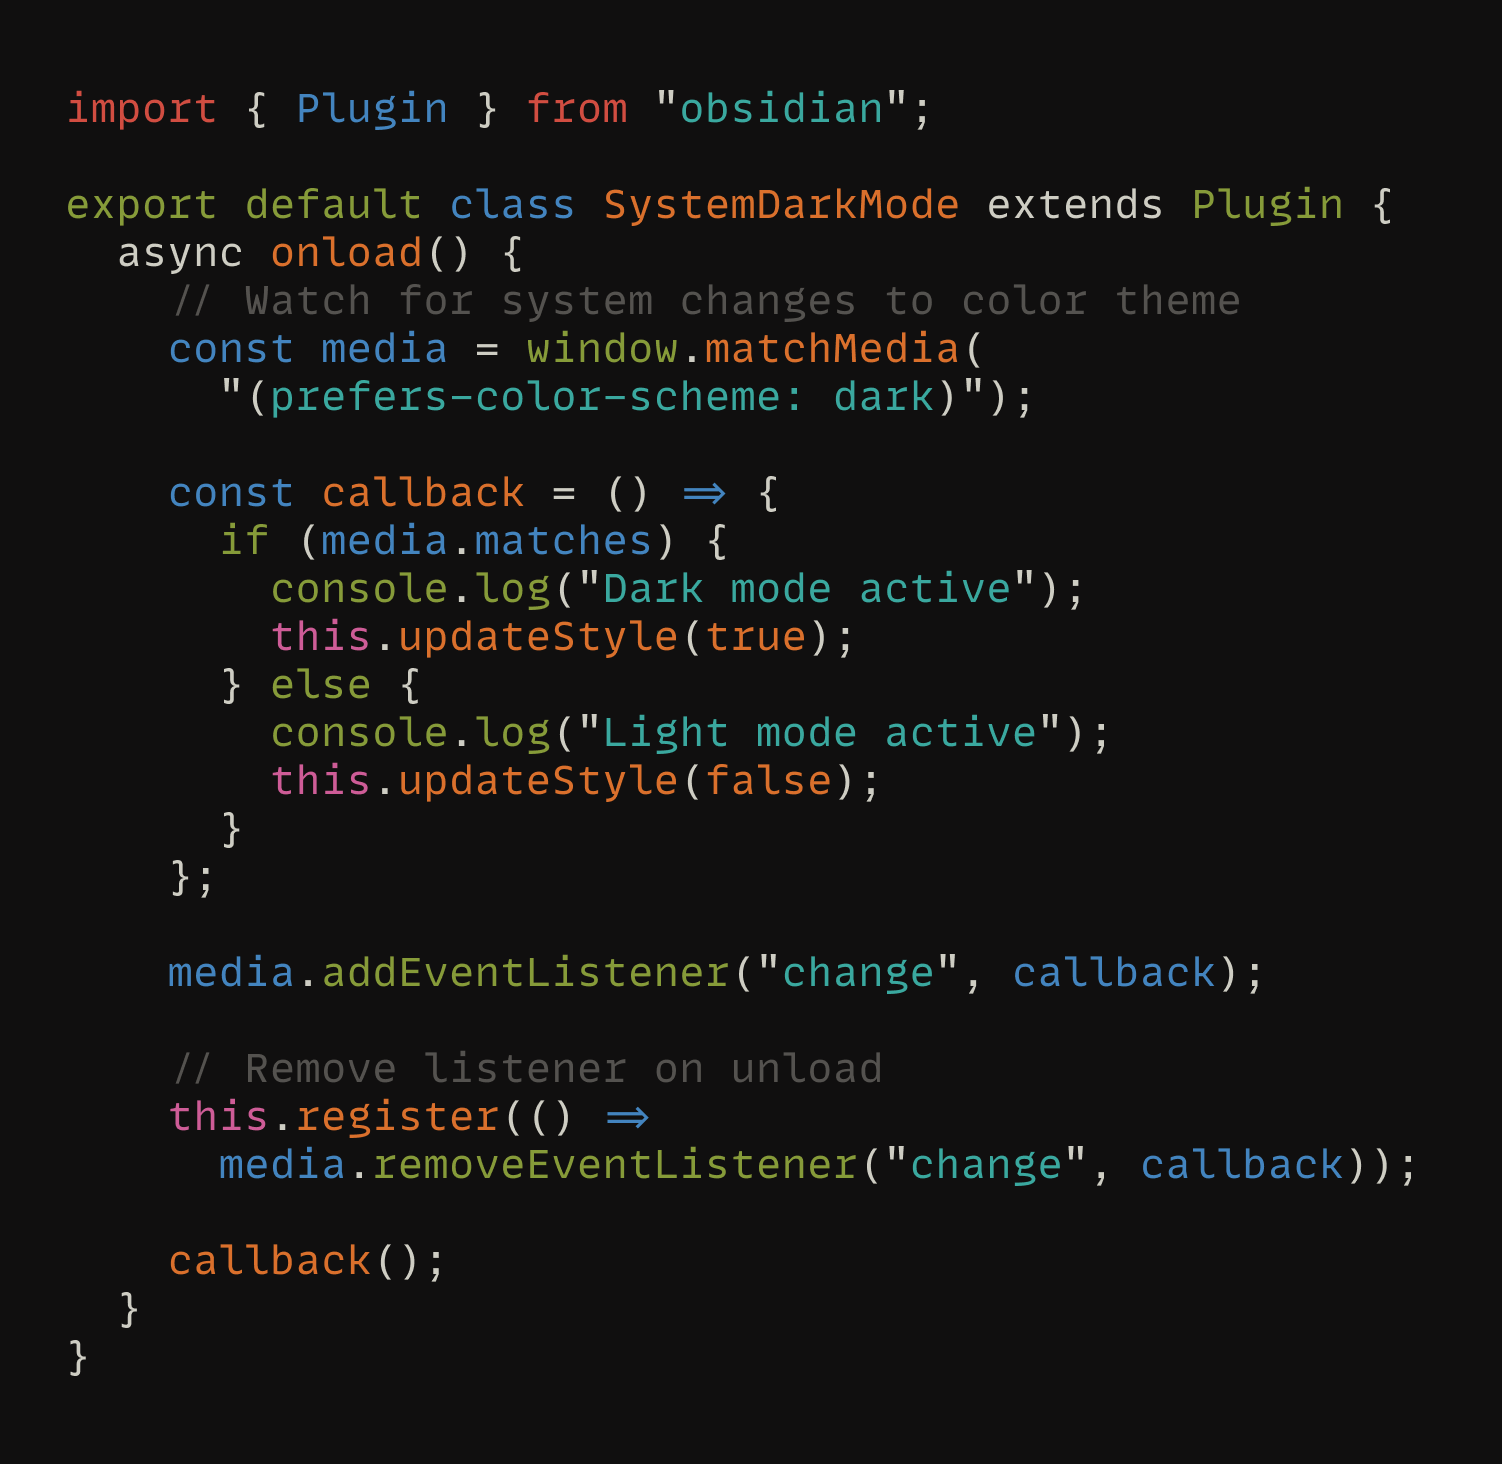 import { Plugin } from "obsidian";

export default class SystemDarkMode extends Plugin {
  async onload() {
    // Watch for system changes to color theme
    const media = window.matchMedia(
      "(prefers-color-scheme: dark)");

    const callback = () => {
      if (media.matches) {
        console.log("Dark mode active");
        this.updateStyle(true);
      } else {
        console.log("Light mode active");
        this.updateStyle(false);
      }
    };

    media.addEventListener("change", callback);

    // Remove listener on unload
    this.register(() =>
      media.removeEventListener("change", callback));

    callback();
  }
}